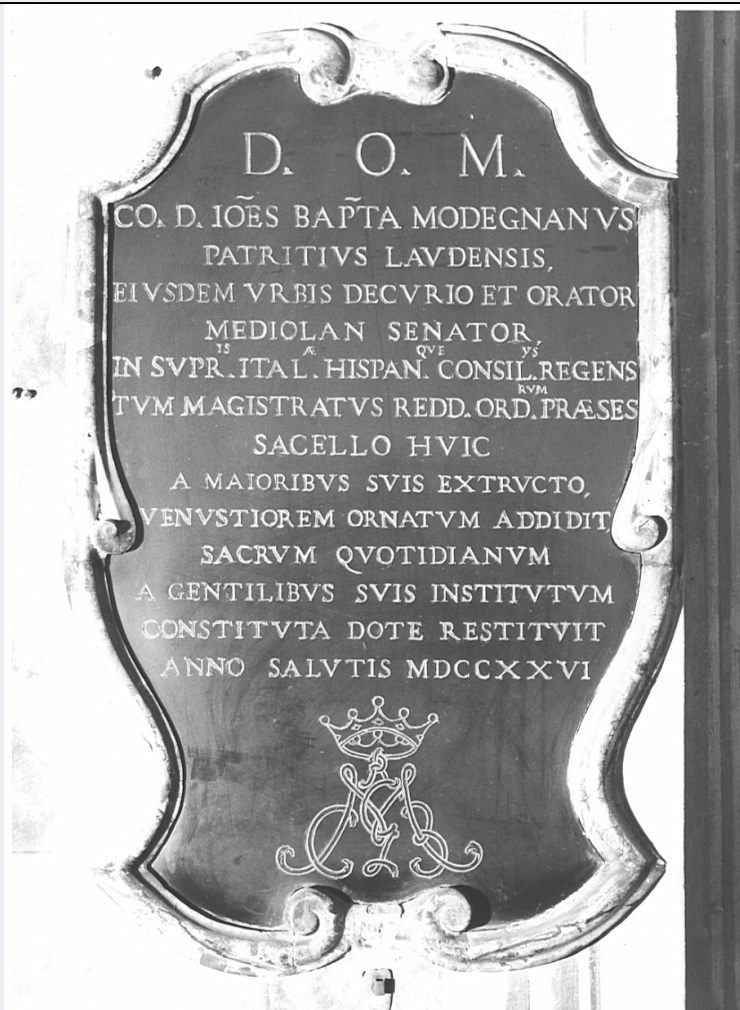 D. O. M.
CO. D. IOẼS BAP̃TA MODEGNANVS
PATRITIVS LAVDENSIS,
EIVSDEM VRBIS DECVRIO ET ORATOR
MEDIOLAN SENATOR,
IN SVPR.IS ITAL.Æ HISPAN.QVE CONSIL.YS REGENS
TVM MAGISTRATVS REDD. ORD.RVM PRÆSES
SACELLO HVIC
A MAIORIBVS SVIS EXTRVCTO,
VENVSTIOREM ORNATVM ADDIDIT
SACRVM QVOTIDIANVM
A GENTILIBVS SVIS INSTITVTVM
CONSTITVTA DOTE RESTITVIT
ANNO SALVTIS MDCCXXVI